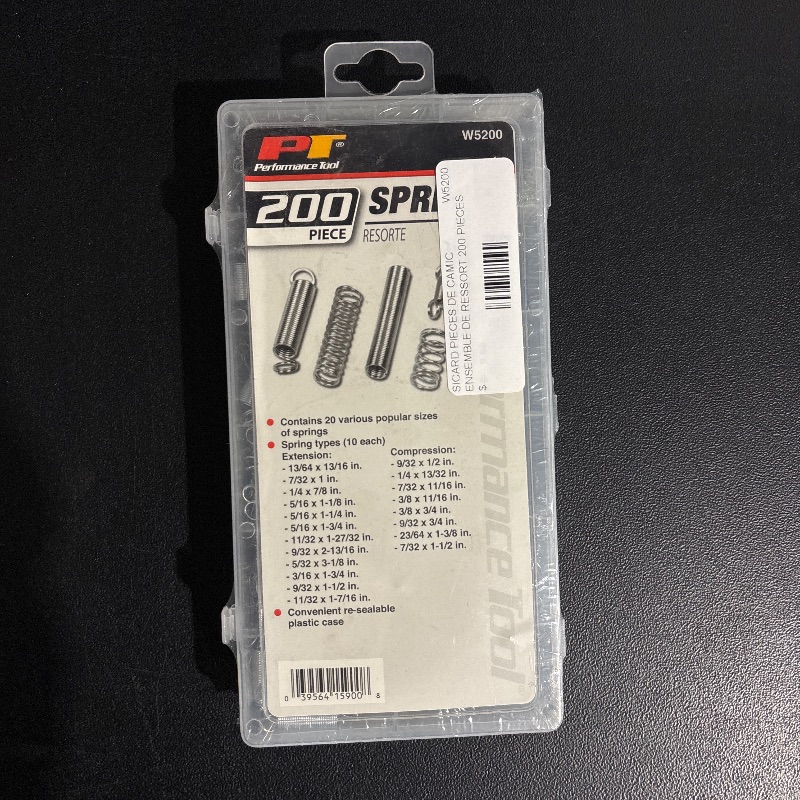 PT®
Performance Tool
W5200
200
PIECE
SPRI
RESORTE
W5200
SICARD PIECES DE CAMIC
ENSEMBLE DE RESSORT 200 PIECES
$
Contains 20 various popular sizes
of springs
Spring types (10 each)
Extension:
- 13/64 x 13/16 in.
- 7/32 x 1 in.
- 1/4 x 7/8 in.
- 5/16 x 1-1/8 in.
- 5/16 x 1-1/4 in.
- 5/16 x 1-3/4 in.
- 11/32 x 1-27/32 in.
- 9/32 x 2-13/16 in.
- 5/32 x 3-1/8 in.
- 3/16 x 1-3/4 in.
- 9/32 x 1-1/2 in.
- 11/32 x 1-7/16 in.
Compression:
- 9/32 x 1/2 in.
- 1/4 x 13/32 in.
- 7/32 x 11/16 in.
- 3/8 x 11/16 in.
- 3/8 x 3/4 in.
- 9/32 x 3/4 in.
- 23/64 x 1-3/8 in.
- 7/32 x 1-1/2 in.
Convenient re-sealable
plastic case
rmance Tool®
0 39564 15900 8